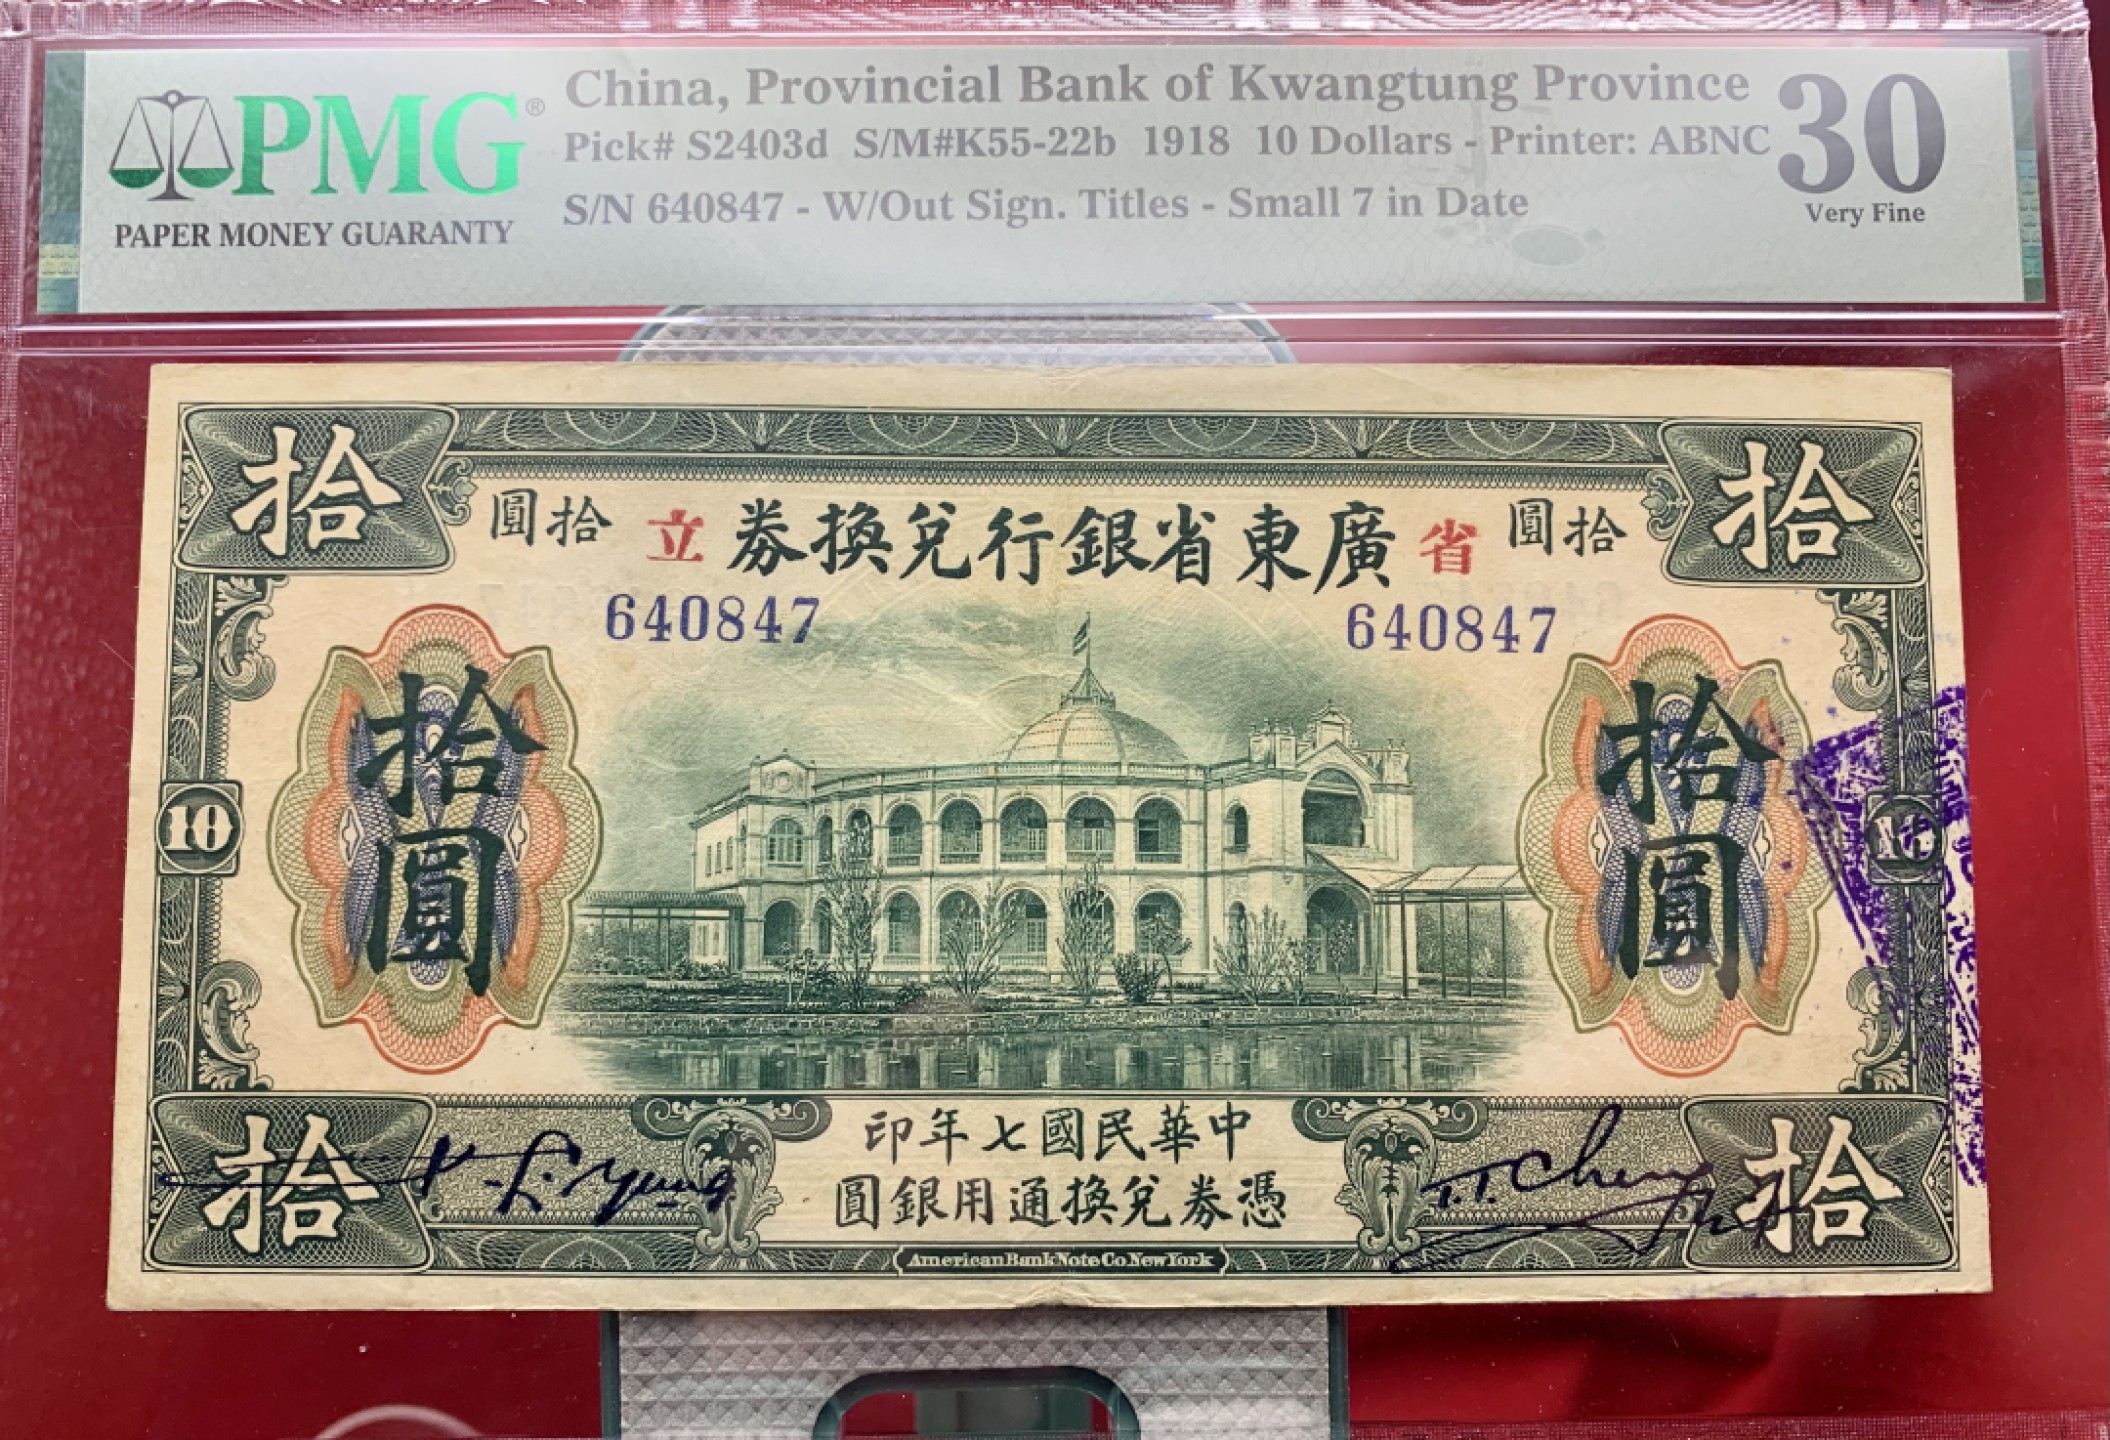 PMG®
PAPER MONEY GUARANTY
China, Provincial Bank of Kwangtung Province
Pick# S2403d S/M#K55-22b 1918 10 Dollars - Printer: ABNC
S/N 640847 - W/Out Sign. Titles - Small 7 in Date
30
Very Fine
拾
拾
拾圓
省
廣東省銀行兌換券
立
拾圓
640847
640847
拾圓
拾圓
10
10
中華民國七年印
憑券兌換通用銀圓
拾
拾
K. L. Yung
T. T. Cheng
American Bank Note Co. New York